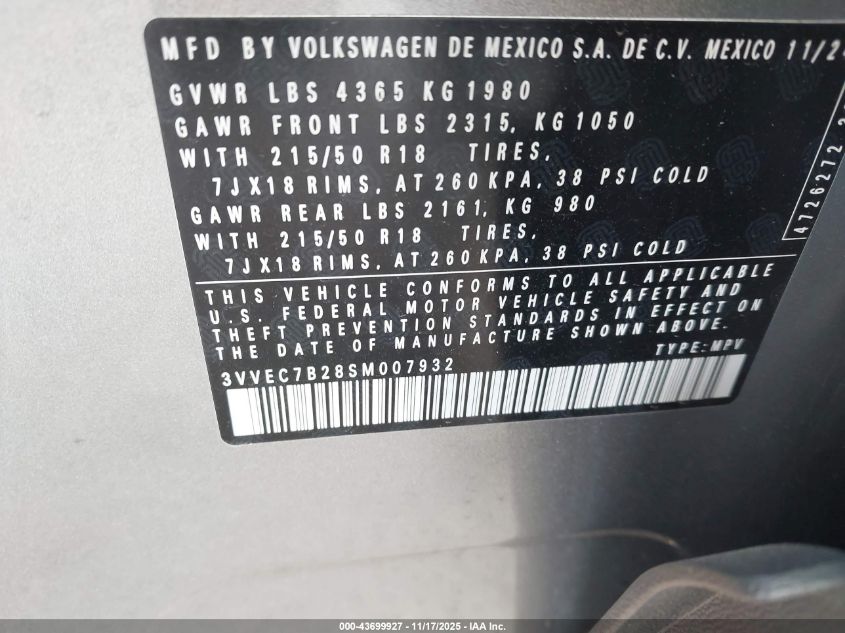 MFD BY VOLKSWAGEN DE MEXICO S.A. DE C.V. MEXICO 11/2
GVWR LBS 4365 KG1980
GAWR FRONT LBS 2315, KG1050
WITH 215/50 R18 TIRES,
7JX18 RIMS, AT 260 KPA, 38 PSI COLD
GAWR REAR LBS 2161, KG 980
WITH 215/50 R18 TIRES,
7JX18 RIMS, AT 260 KPA, 38 PSI COLD
THIS VEHICLE CONFORMS TO ALL APPLICABLE
U.S. FEDERAL MOTOR VEHICLE SAFETY AND
THEFT PREVENTION STANDARDS IN EFFECT ON
THE DATE OF MANUFACTURE SHOWN ABOVE.
TYPE: MPV
3VVEC7B28SM007932
4726272
000-43699927 - 11/17/2025 - IAA Inc.